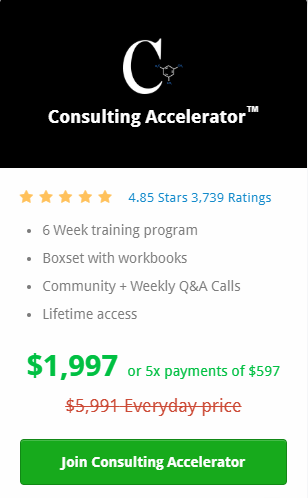 C
Consulting Accelerator™
4.85 Stars 3,739 Ratings
6 Week training program
Boxset with workbooks
Community + Weekly Q&A Calls
Lifetime access
$1,997 or 5x payments of $597
$5,991 Everyday price
Join Consulting Accelerator